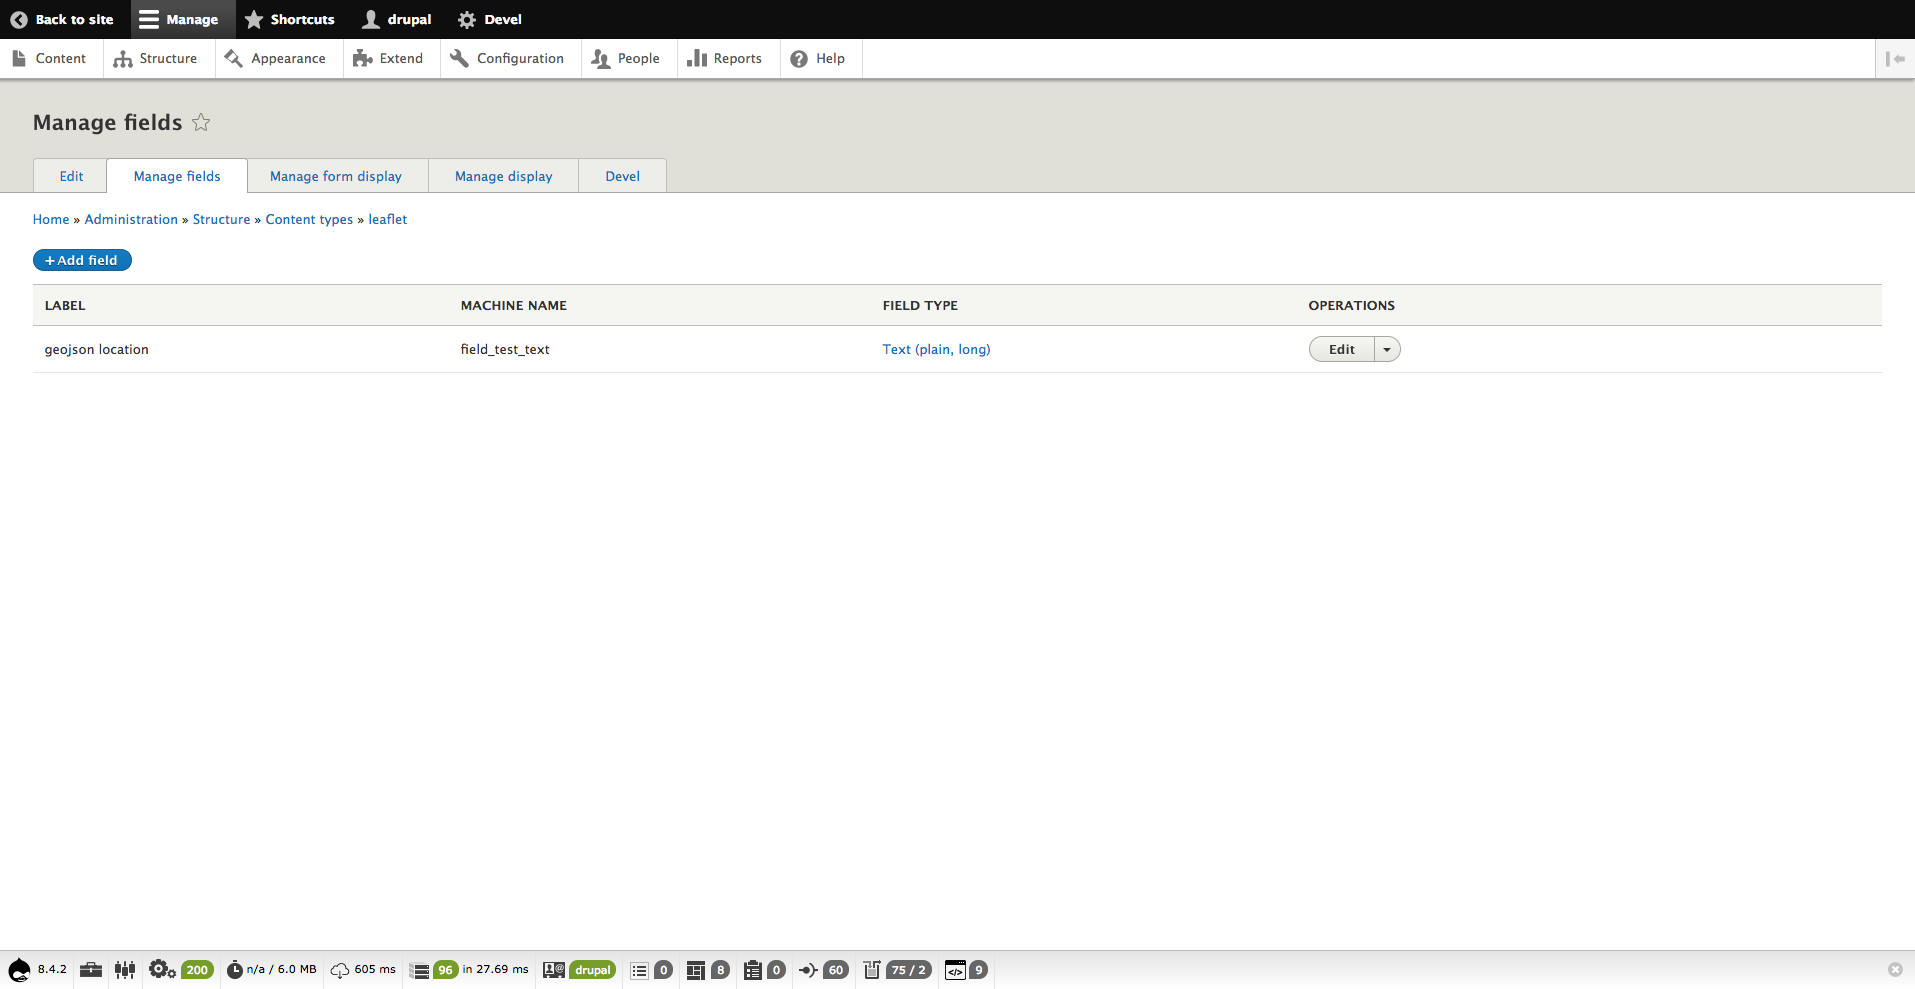 Back to site Manage Shortcuts drupal Devel
Content Structure Appearance Extend Configuration People Reports Help
Manage fields
Edit Manage fields Manage form display Manage display Devel
Home » Administration » Structure » Content types » leaflet
+ Add field
LABEL MACHINE NAME FIELD TYPE OPERATIONS
geojson location field_test_text Text (plain, long) Edit
8.4.2 200 n/a / 6.0 MB 605 ms 96 in 27.69 ms drupal 0 8 0 60 75 / 2 9